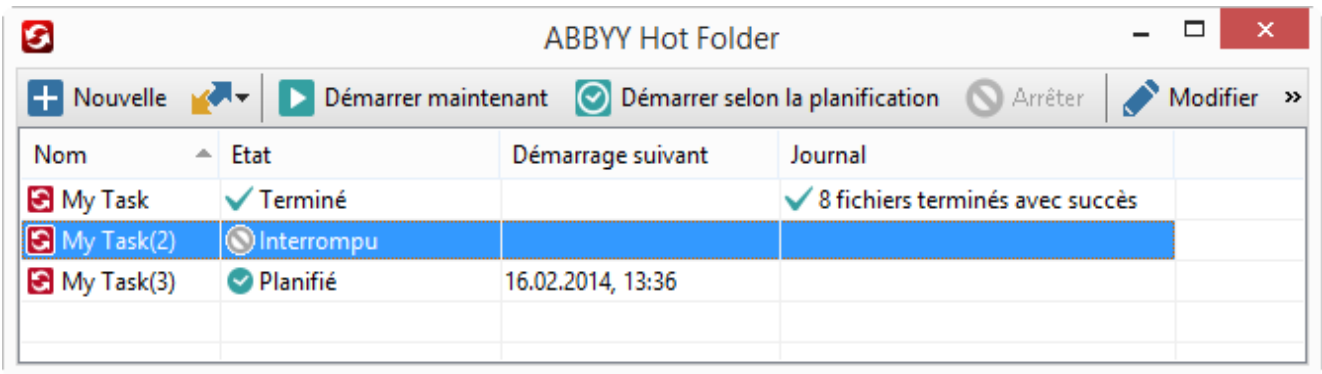 ABBYY Hot Folder
Nouvelle Démarrer maintenant Démarrer selon la planification Arrêter Modifier »
Nom Etat Démarrage suivant Journal
My Task Terminé 8 fichiers terminés avec succès
My Task(2) Interrompu
My Task(3) Planifié 16.02.2014, 13:36